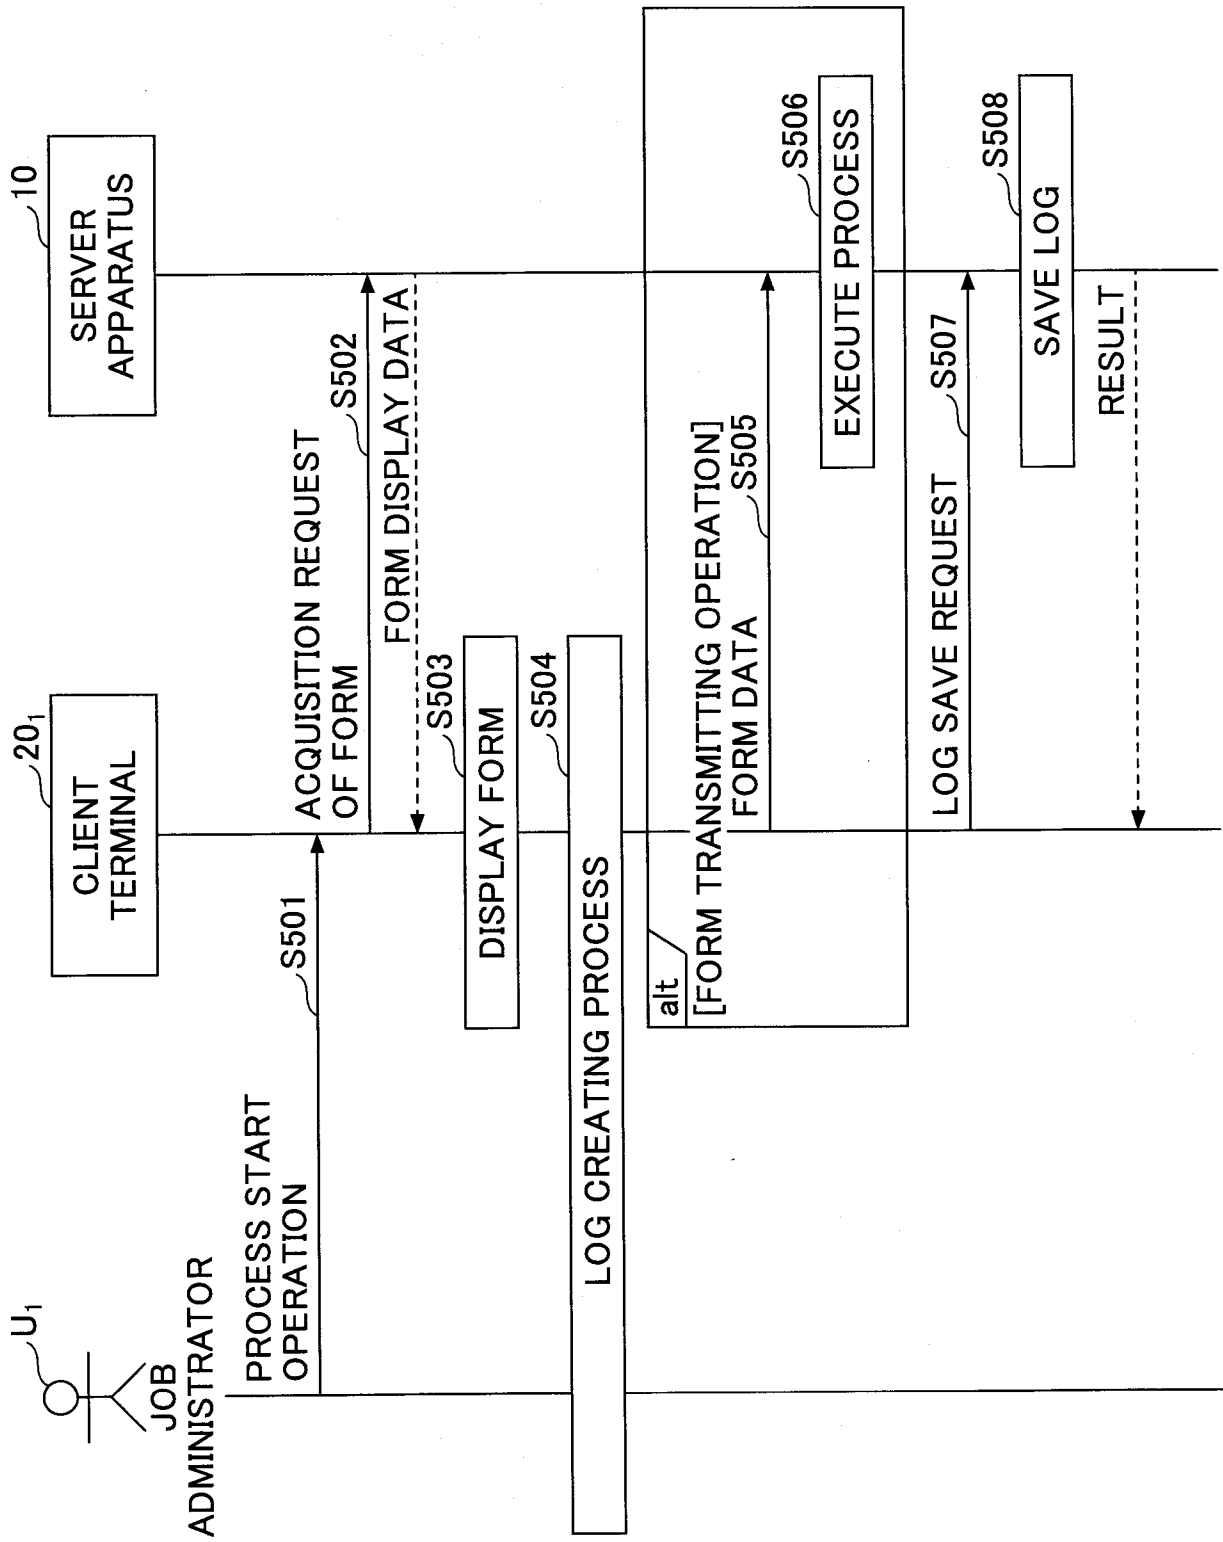 U1
JOB
ADMINISTRATOR
201
CLIENT
TERMINAL
10
SERVER
APPARATUS
PROCESS START
OPERATION
S501
ACQUISITION REQUEST
OF FORM
S502
FORM DISPLAY DATA
S503
DISPLAY FORM
S504
LOG CREATING PROCESS
alt
[FORM TRANSMITTING OPERATION]
FORM DATA
S505
S506
EXECUTE PROCESS
LOG SAVE REQUEST
S507
S508
SAVE LOG
RESULT